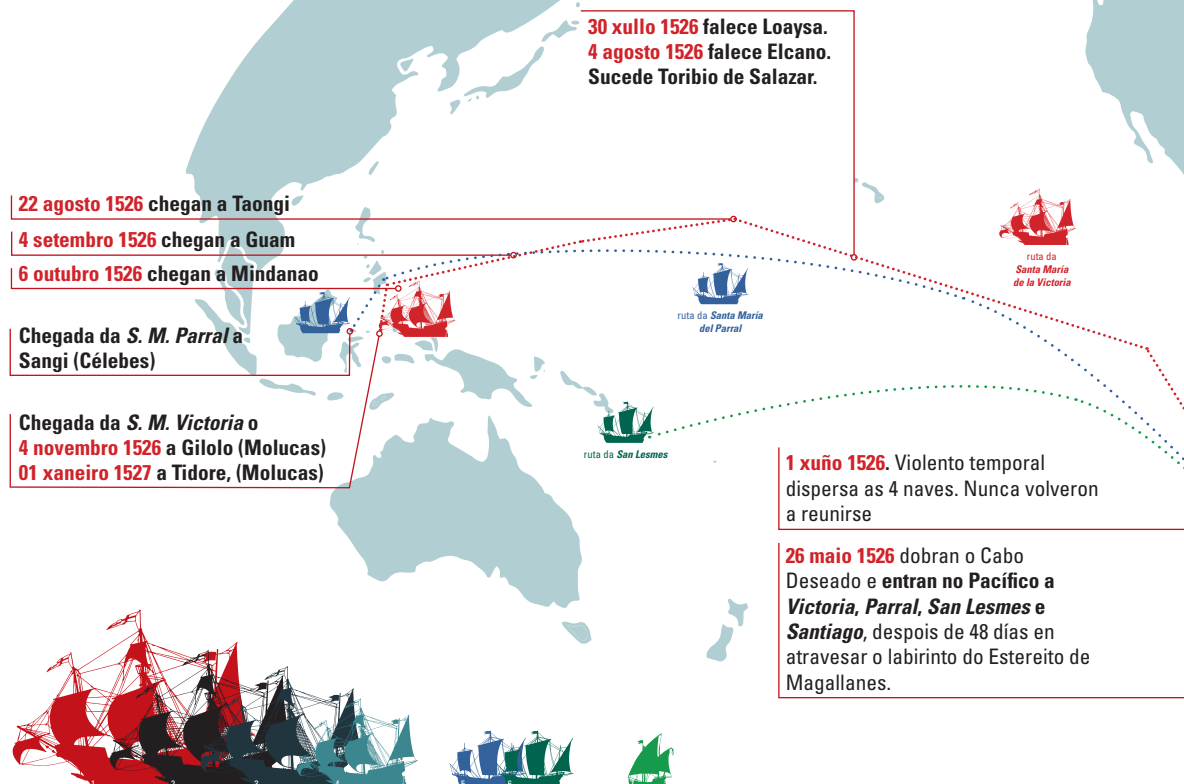 30 xullo 1526 falece Loaysa.
4 agosto 1526 falece Elcano.
Sucede Toribio de Salazar.
22 agosto 1526 chegan a Taongi
4 setembro 1526 chegan a Guam
6 outubro 1526 chegan a Mindanao
ruta da
Santa María
de la Victoria
ruta da Santa María
del Parral
Chegada da S. M. Parral a
Sangi (Célebes)
Chegada da S. M. Victoria o
4 novembro 1526 a Gilolo (Molucas)
01 xaneiro 1527 a Tidore, (Molucas)
ruta da San Lesmes
1 xuño 1526. Violento temporal
dispersa as 4 naves. Nunca volveron
a reunirse
26 maio 1526 dobran o Cabo
Deseado e entran no Pacífico a
Victoria, Parral, San Lesmes e
Santiago, despois de 48 días en
atravesar o labirinto do Estereito de
Magallanes.